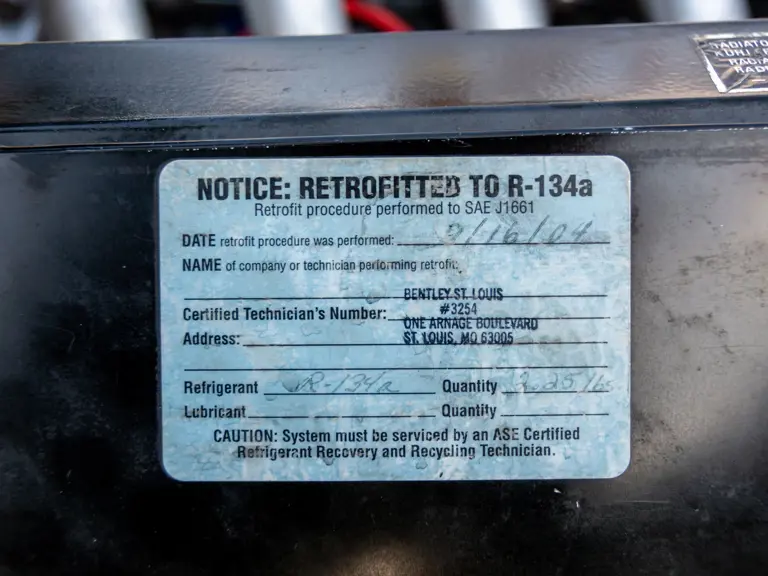 NOTICE: RETROFITTED TO R-134a
Retrofit procedure performed to SAE J1661
DATE retrofit procedure was performed: 9/16/04
NAME of company or technician performing retrofit:
BENTLEY ST. LOUIS
Certified Technician's Number: #3254
ONE ARNAGE BOULEVARD
Address: ST. LOUIS, MO 63005
Refrigerant R-134a Quantity 2.25 lbs
Lubricant Quantity
CAUTION: System must be serviced by an ASE Certified
Refrigerant Recovery and Recycling Technician.